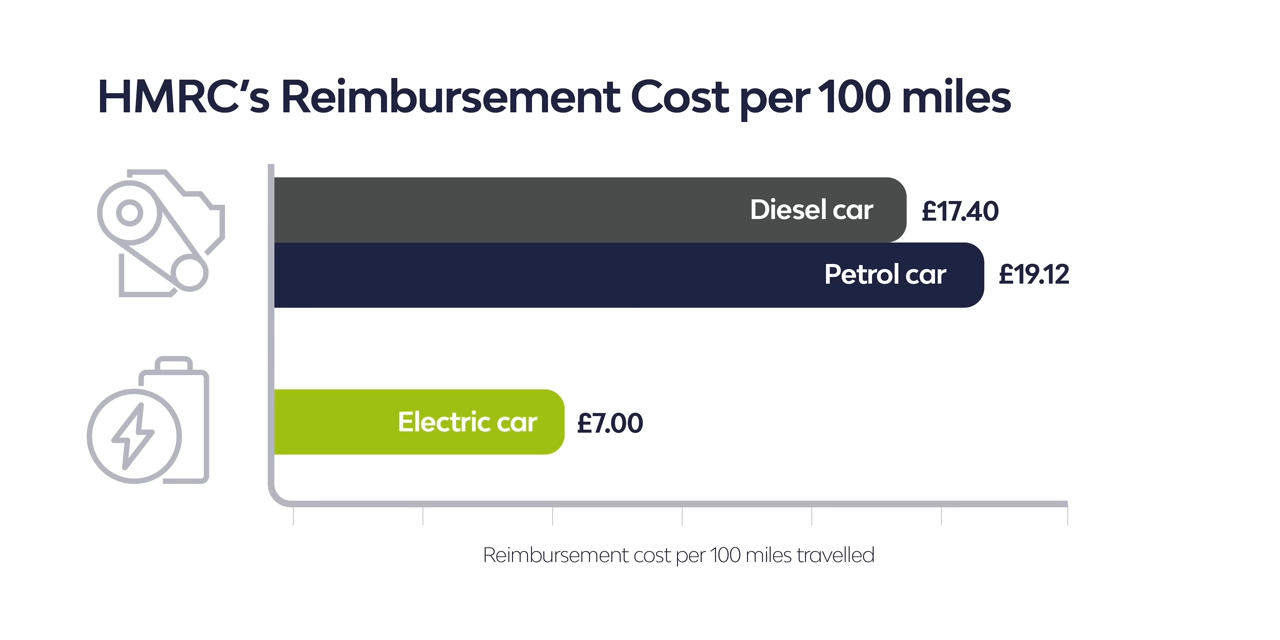 HMRC’s Reimbursement Cost per 100 miles
Diesel car £17.40
Petrol car £19.12
Electric car £7.00
Reimbursement cost per 100 miles travelled